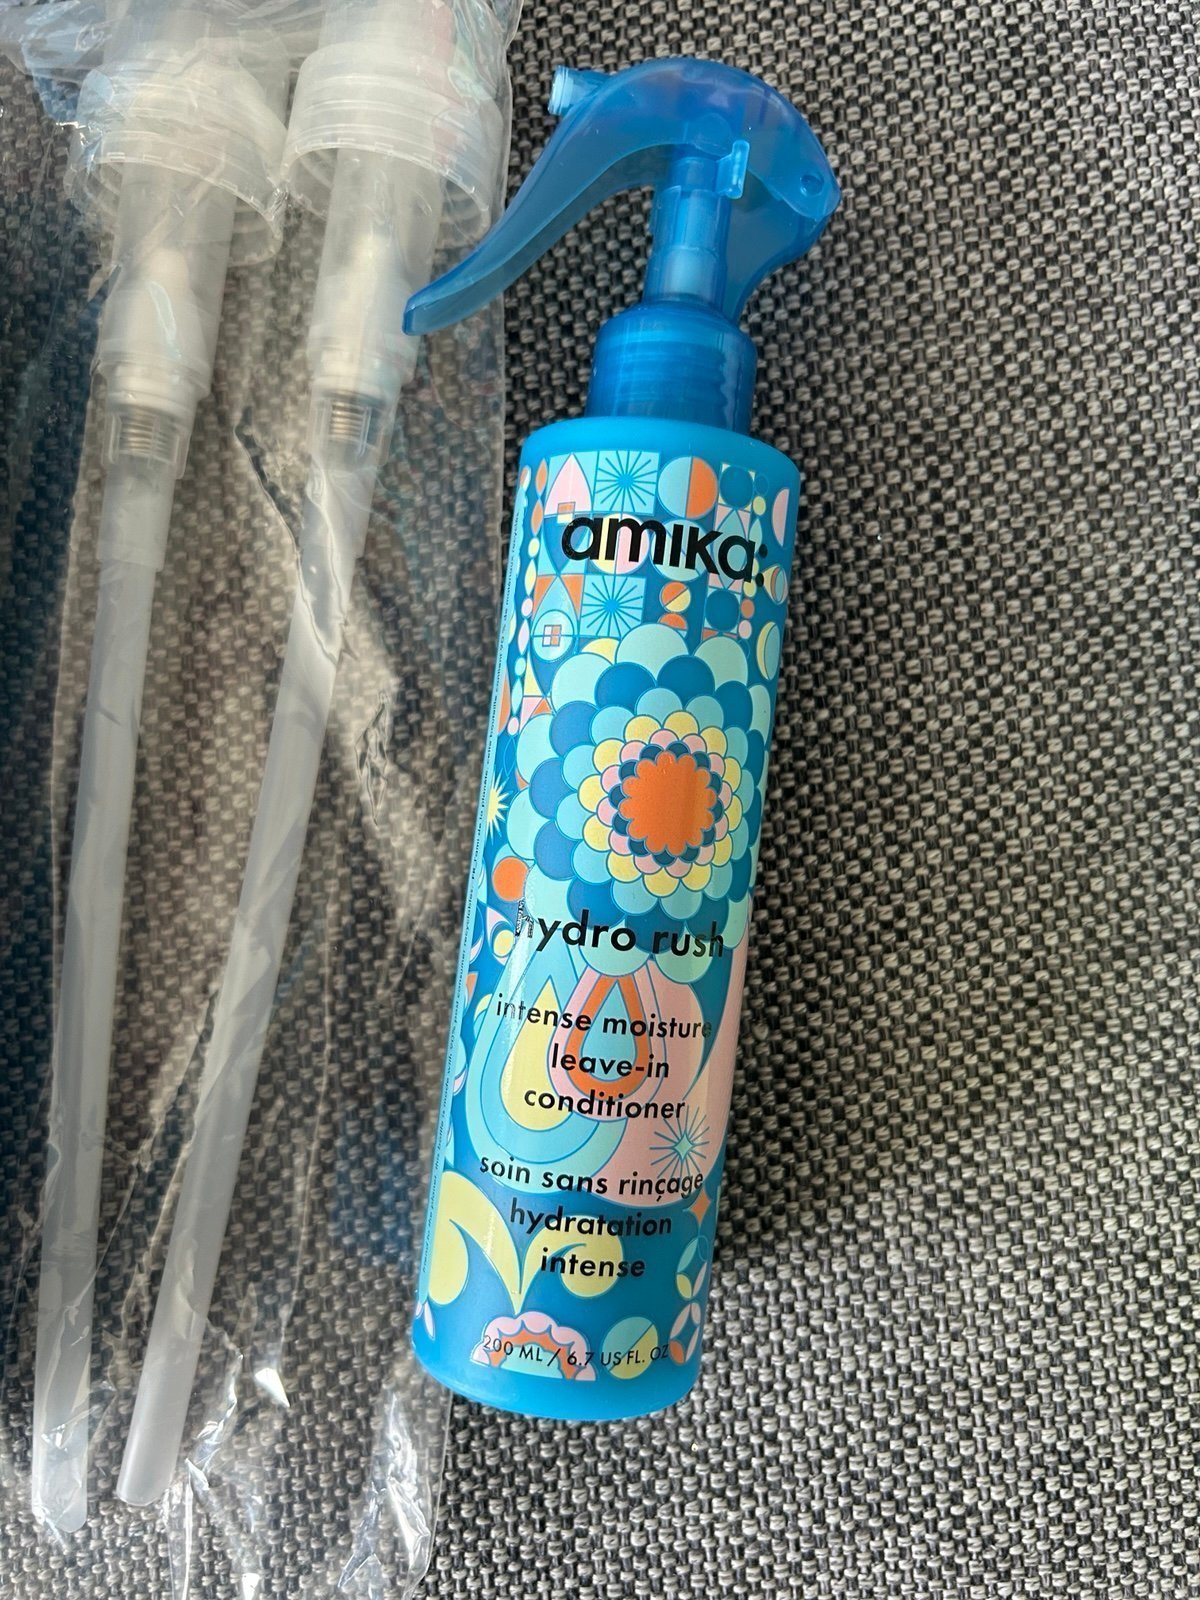 amika:
hydro rush
intense moisture
leave-in
conditioner
soin sans rinçage
hydratation
intense
200 ML / 6.7 US FL. OZ